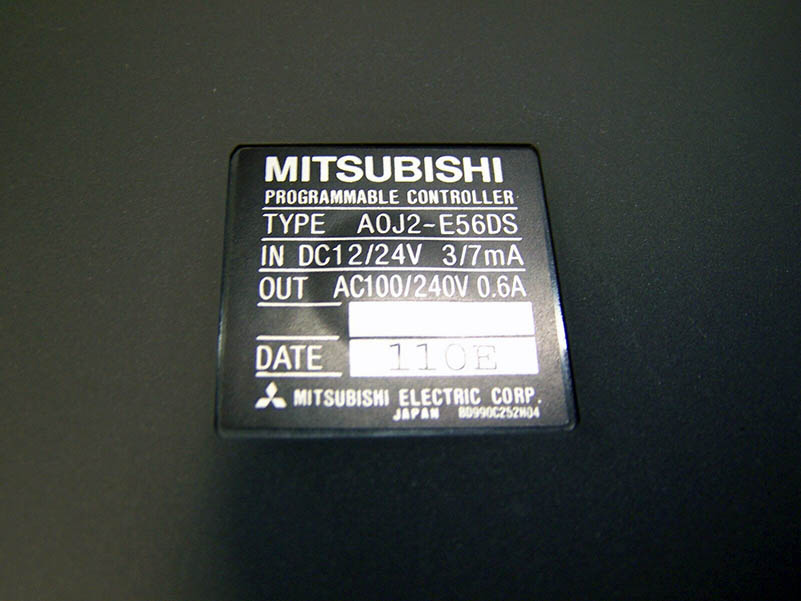 MITSUBISHI
PROGRAMMABLE CONTROLLER
TYPE A0J2-E56DS
IN DC12/24V 3/7mA
OUT AC100/240V 0.6A
DATE 110E
MITSUBISHI ELECTRIC CORP.
JAPAN BD990C252H04